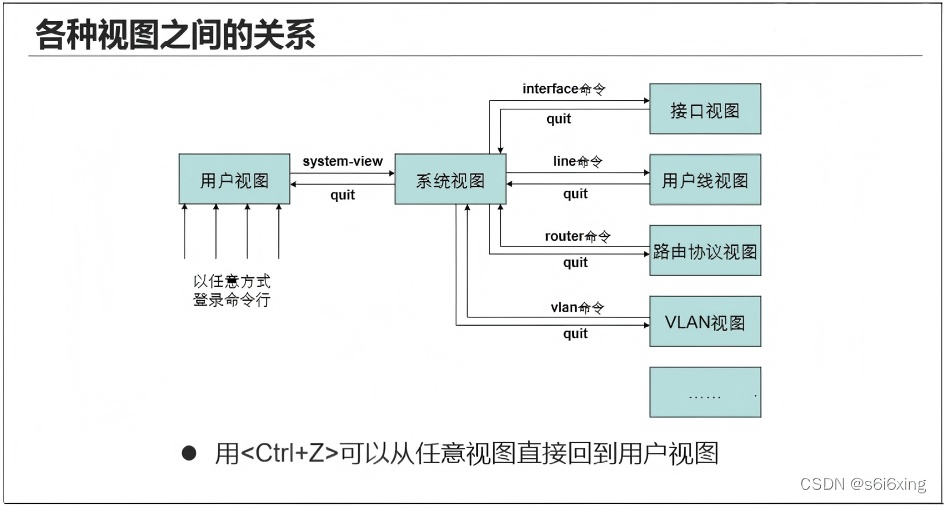 各种视图之间的关系
interface命令
quit
接口视图
system-view
quit
用户视图
系统视图
line命令
quit
用户线视图
router命令
quit
路由协议视图
以任意方式
登录命令行
vlan命令
quit
VLAN视图
……
● 用<Ctrl+Z>可以从任意视图直接回到用户视图
CSDN @s6i6xing